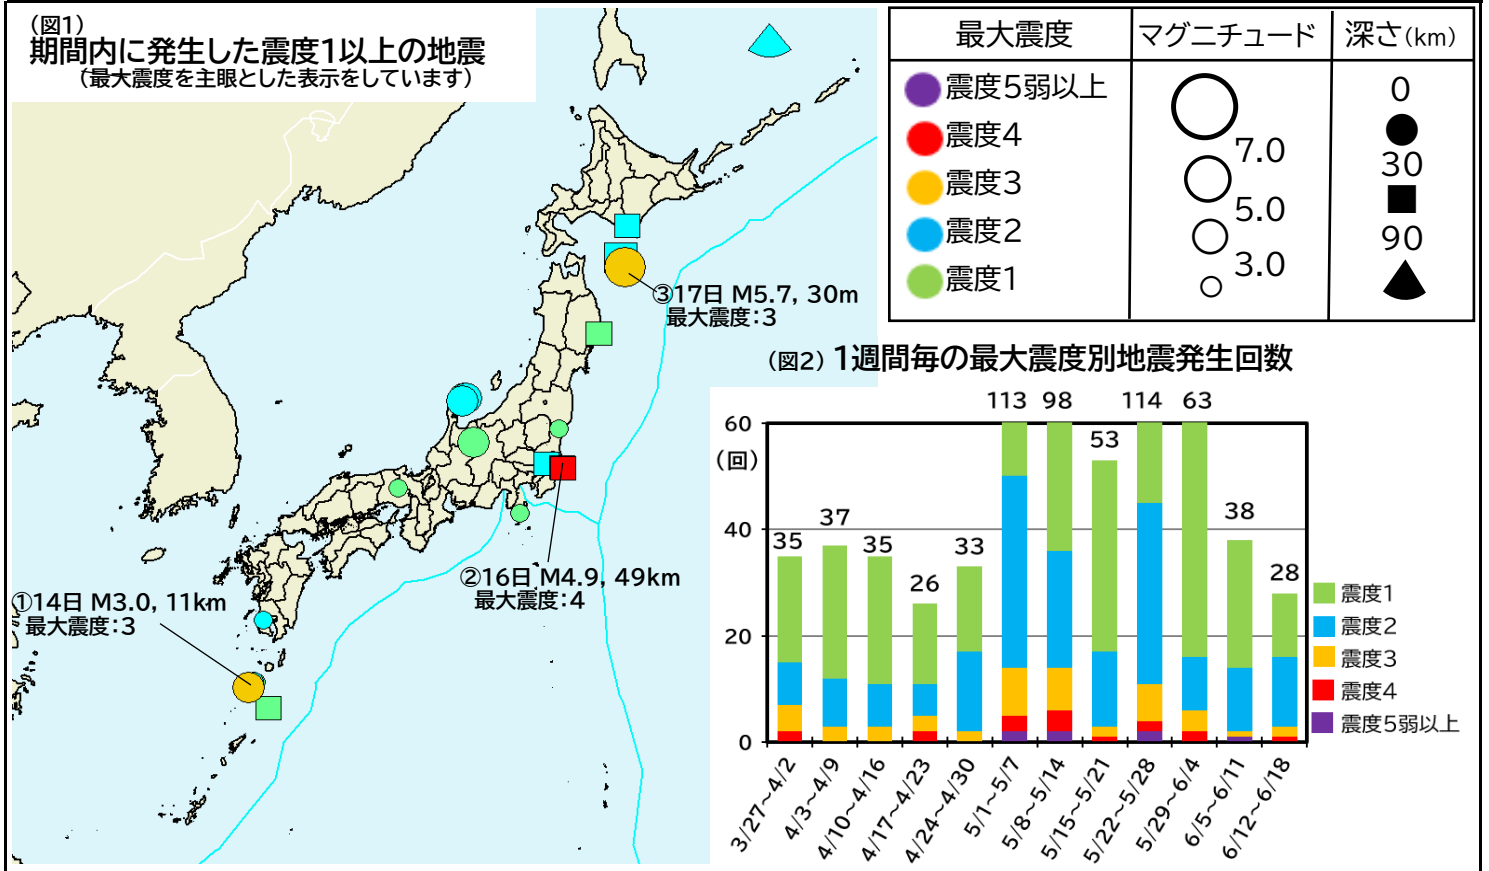 (図1)
期間内に発生した震度1以上の地震
(最大震度を主眼とした表示をしています)
③17日 M5.7, 30m
最大震度:3
②16日 M4.9, 49km
最大震度:4
①14日 M3.0, 11km
最大震度:3
最大震度 マグニチュード 深さ(km)
震度5弱以上
震度4
震度3
震度2
震度1
7.0
5.0
3.0
0
30
90
(図2) 1週間毎の最大震度別地震発生回数
113 98 114 63
60
(回)
53
40
35 37 35 26 33 38 28
20
0
3/27~4/2
4/3~4/9
4/10~4/16
4/17~4/23
4/24~4/30
5/1~5/7
5/8~5/14
5/15~5/21
5/22~5/28
5/29~6/4
6/5~6/11
6/12~6/18
震度1
震度2
震度3
震度4
震度5弱以上